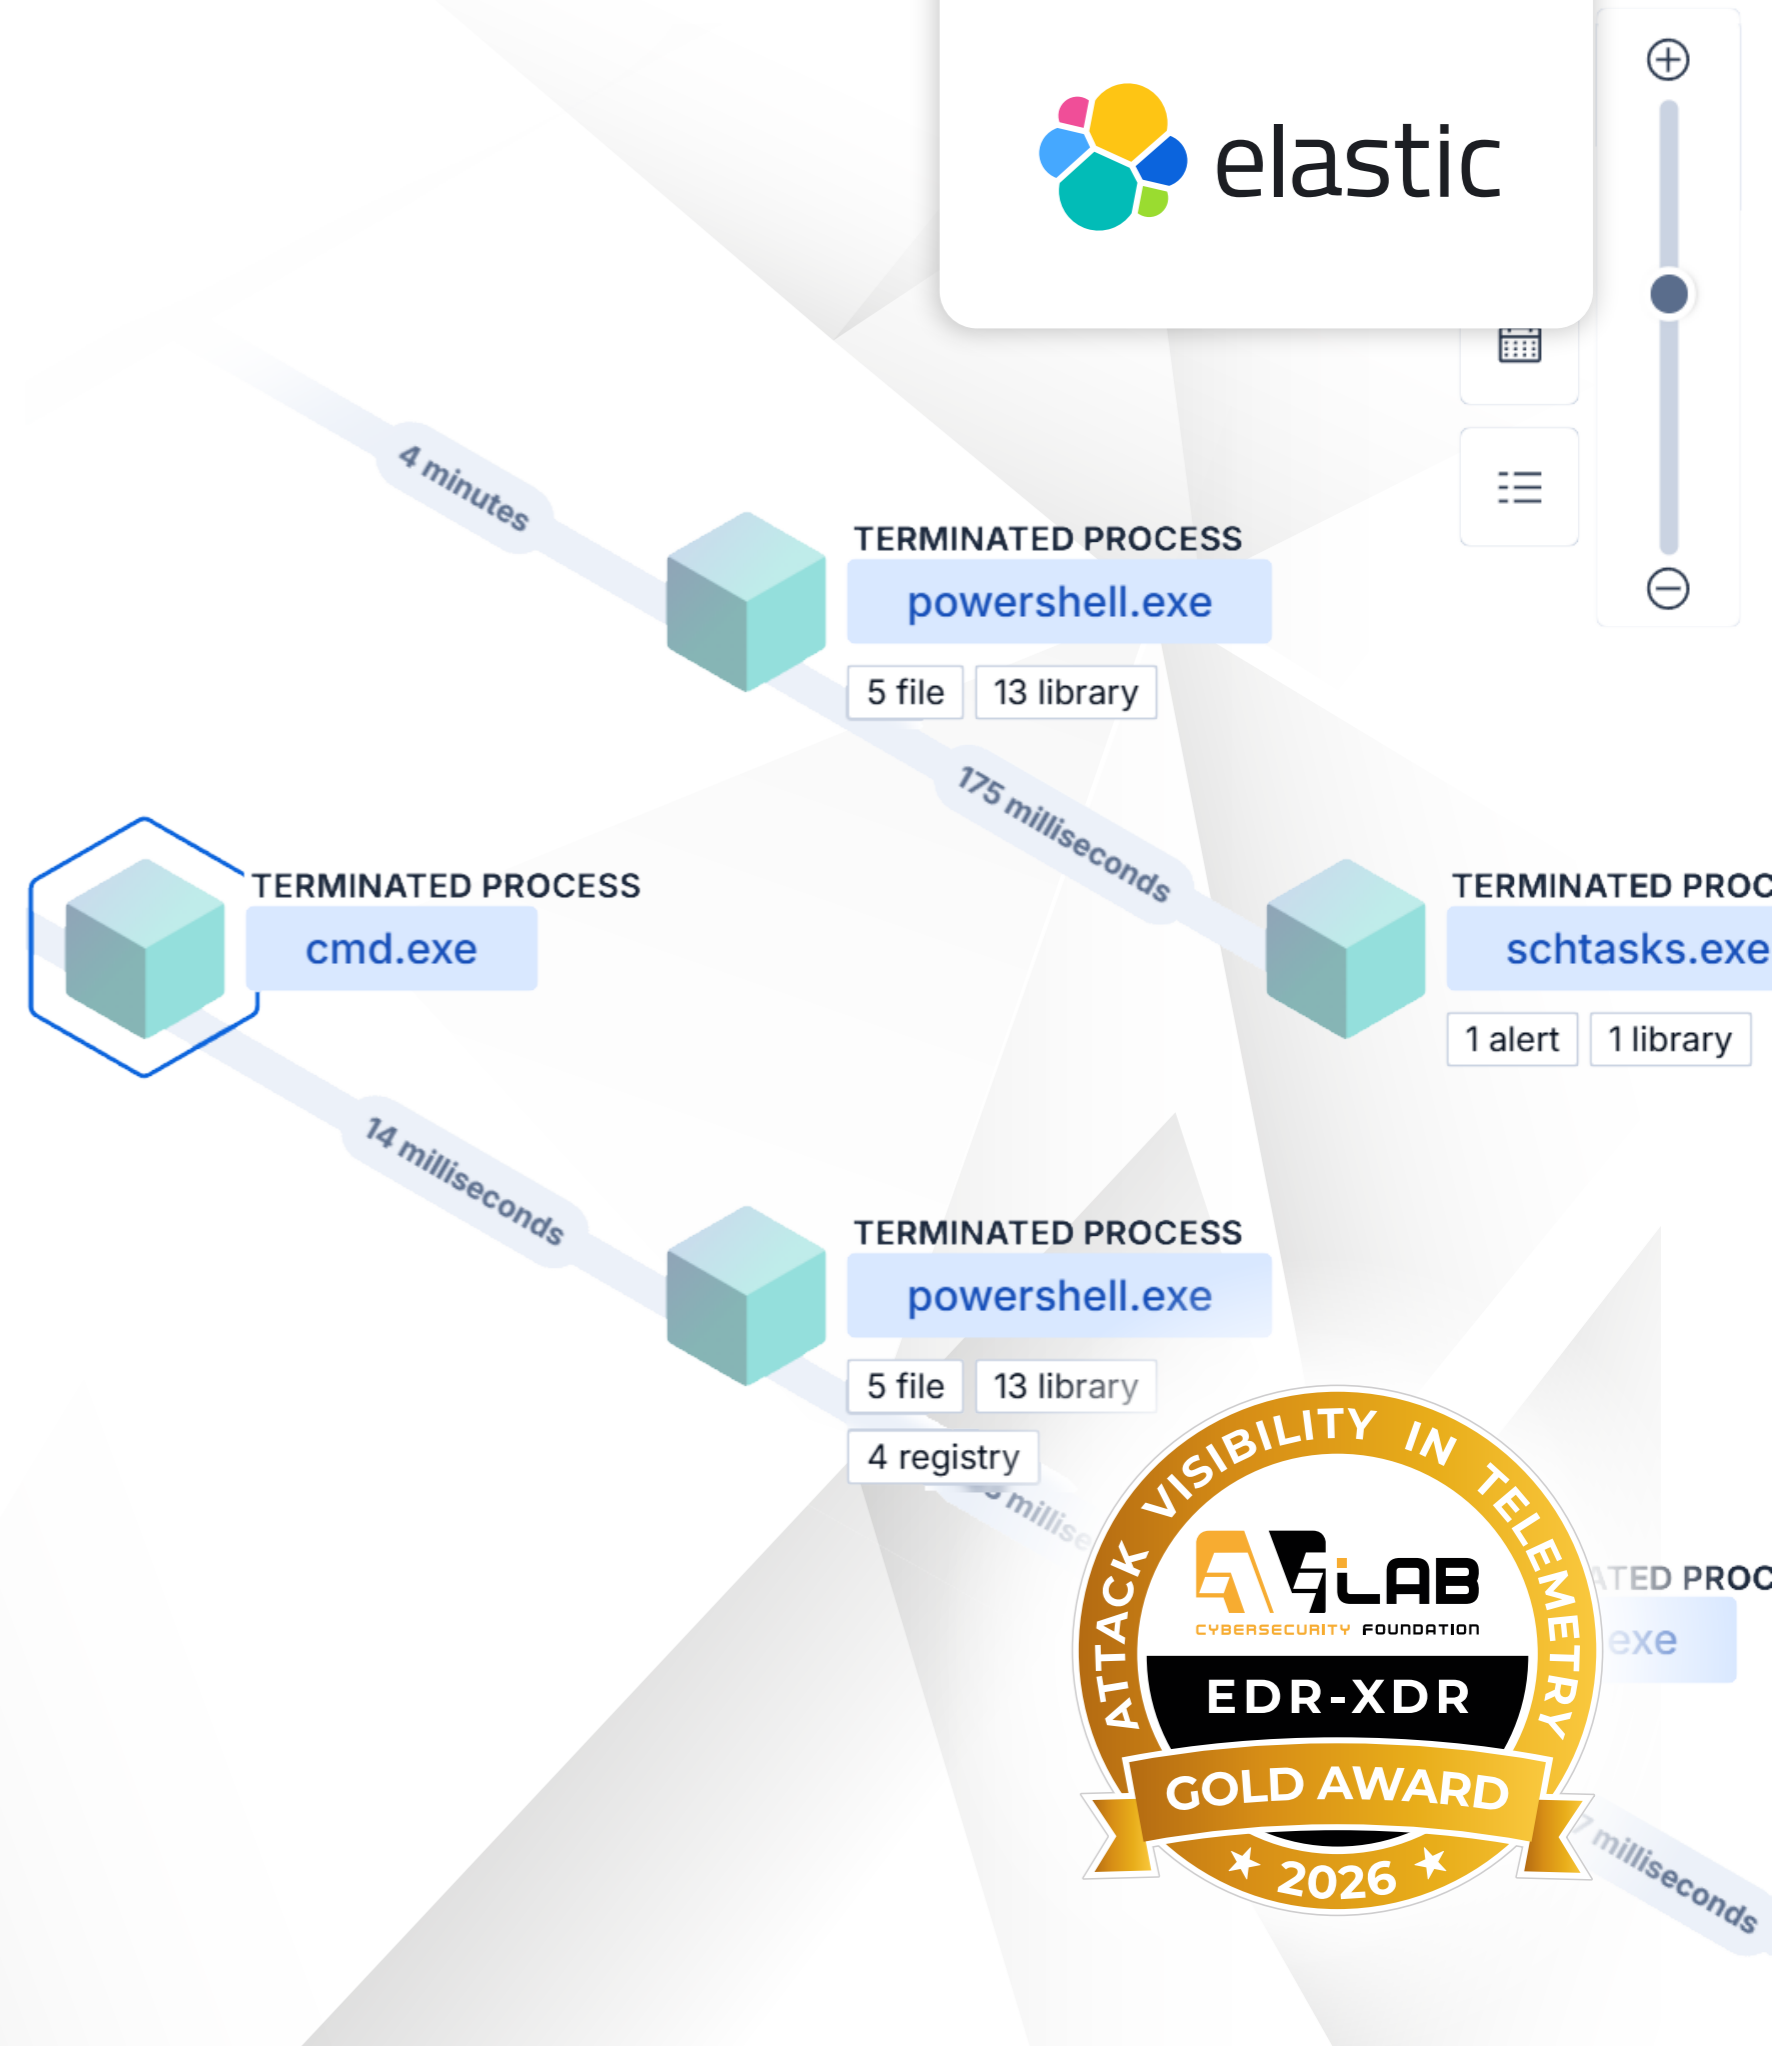 elastic
4 minutes
TERMINATED PROCESS
powershell.exe
5 file
13 library
175 milliseconds
TERMINATED PROCESS
cmd.exe
TERMINATED PROC
schtasks.exe
1 alert
1 library
14 milliseconds
TERMINATED PROCESS
powershell.exe
5 file
13 library
4 registry
ATTACK VISIBILITY IN TELEMETRY
AVLAB
CYBERSECURITY FOUNDATION
EDR-XDR
GOLD AWARD
2026
ATED PROC
exe
7 milliseconds